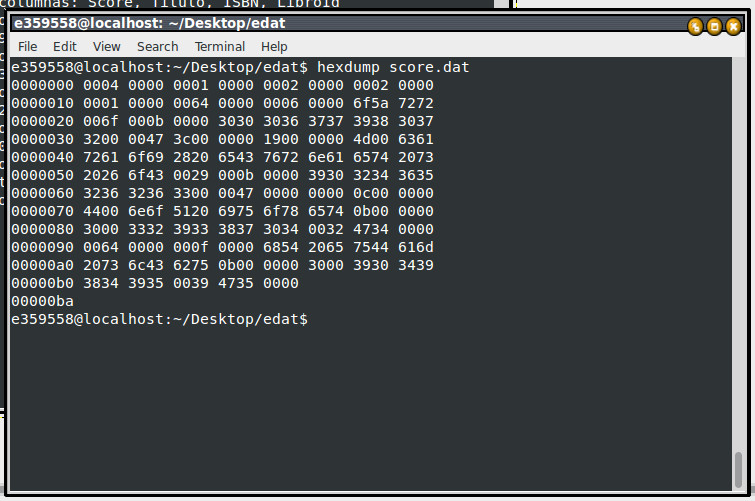 columnas: Score, Titulo, ISBN, LibroId
e359558@localhost: ~/Desktop/edat
File Edit View Search Terminal Help
e359558@localhost:~/Desktop/edat$ hexdump score.dat
0000000 0004 0000 0001 0000 0002 0000 0002 0000
0000010 0001 0000 0064 0000 0006 0000 6f5a 7272
0000020 006f 000b 0000 3030 3036 3737 3938 3037
0000030 3200 0047 3c00 0000 1900 0000 4d00 6361
0000040 7261 6f69 2820 6543 7672 6e61 6574 2073
0000050 2026 6f43 0029 000b 0000 3930 3234 3635
0000060 3236 3236 3300 0047 0000 0000 0c00 0000
0000070 4400 6e6f 5120 6975 6f78 6574 0b00 0000
0000080 3000 3332 3933 3837 3034 0032 4734 0000
0000090 0064 0000 000f 0000 6854 2065 7544 616d
00000a0 2073 6c43 6275 0b00 0000 3000 3930 3439
00000b0 3834 3935 0039 4735 0000
00000ba
e359558@localhost:~/Desktop/edat$